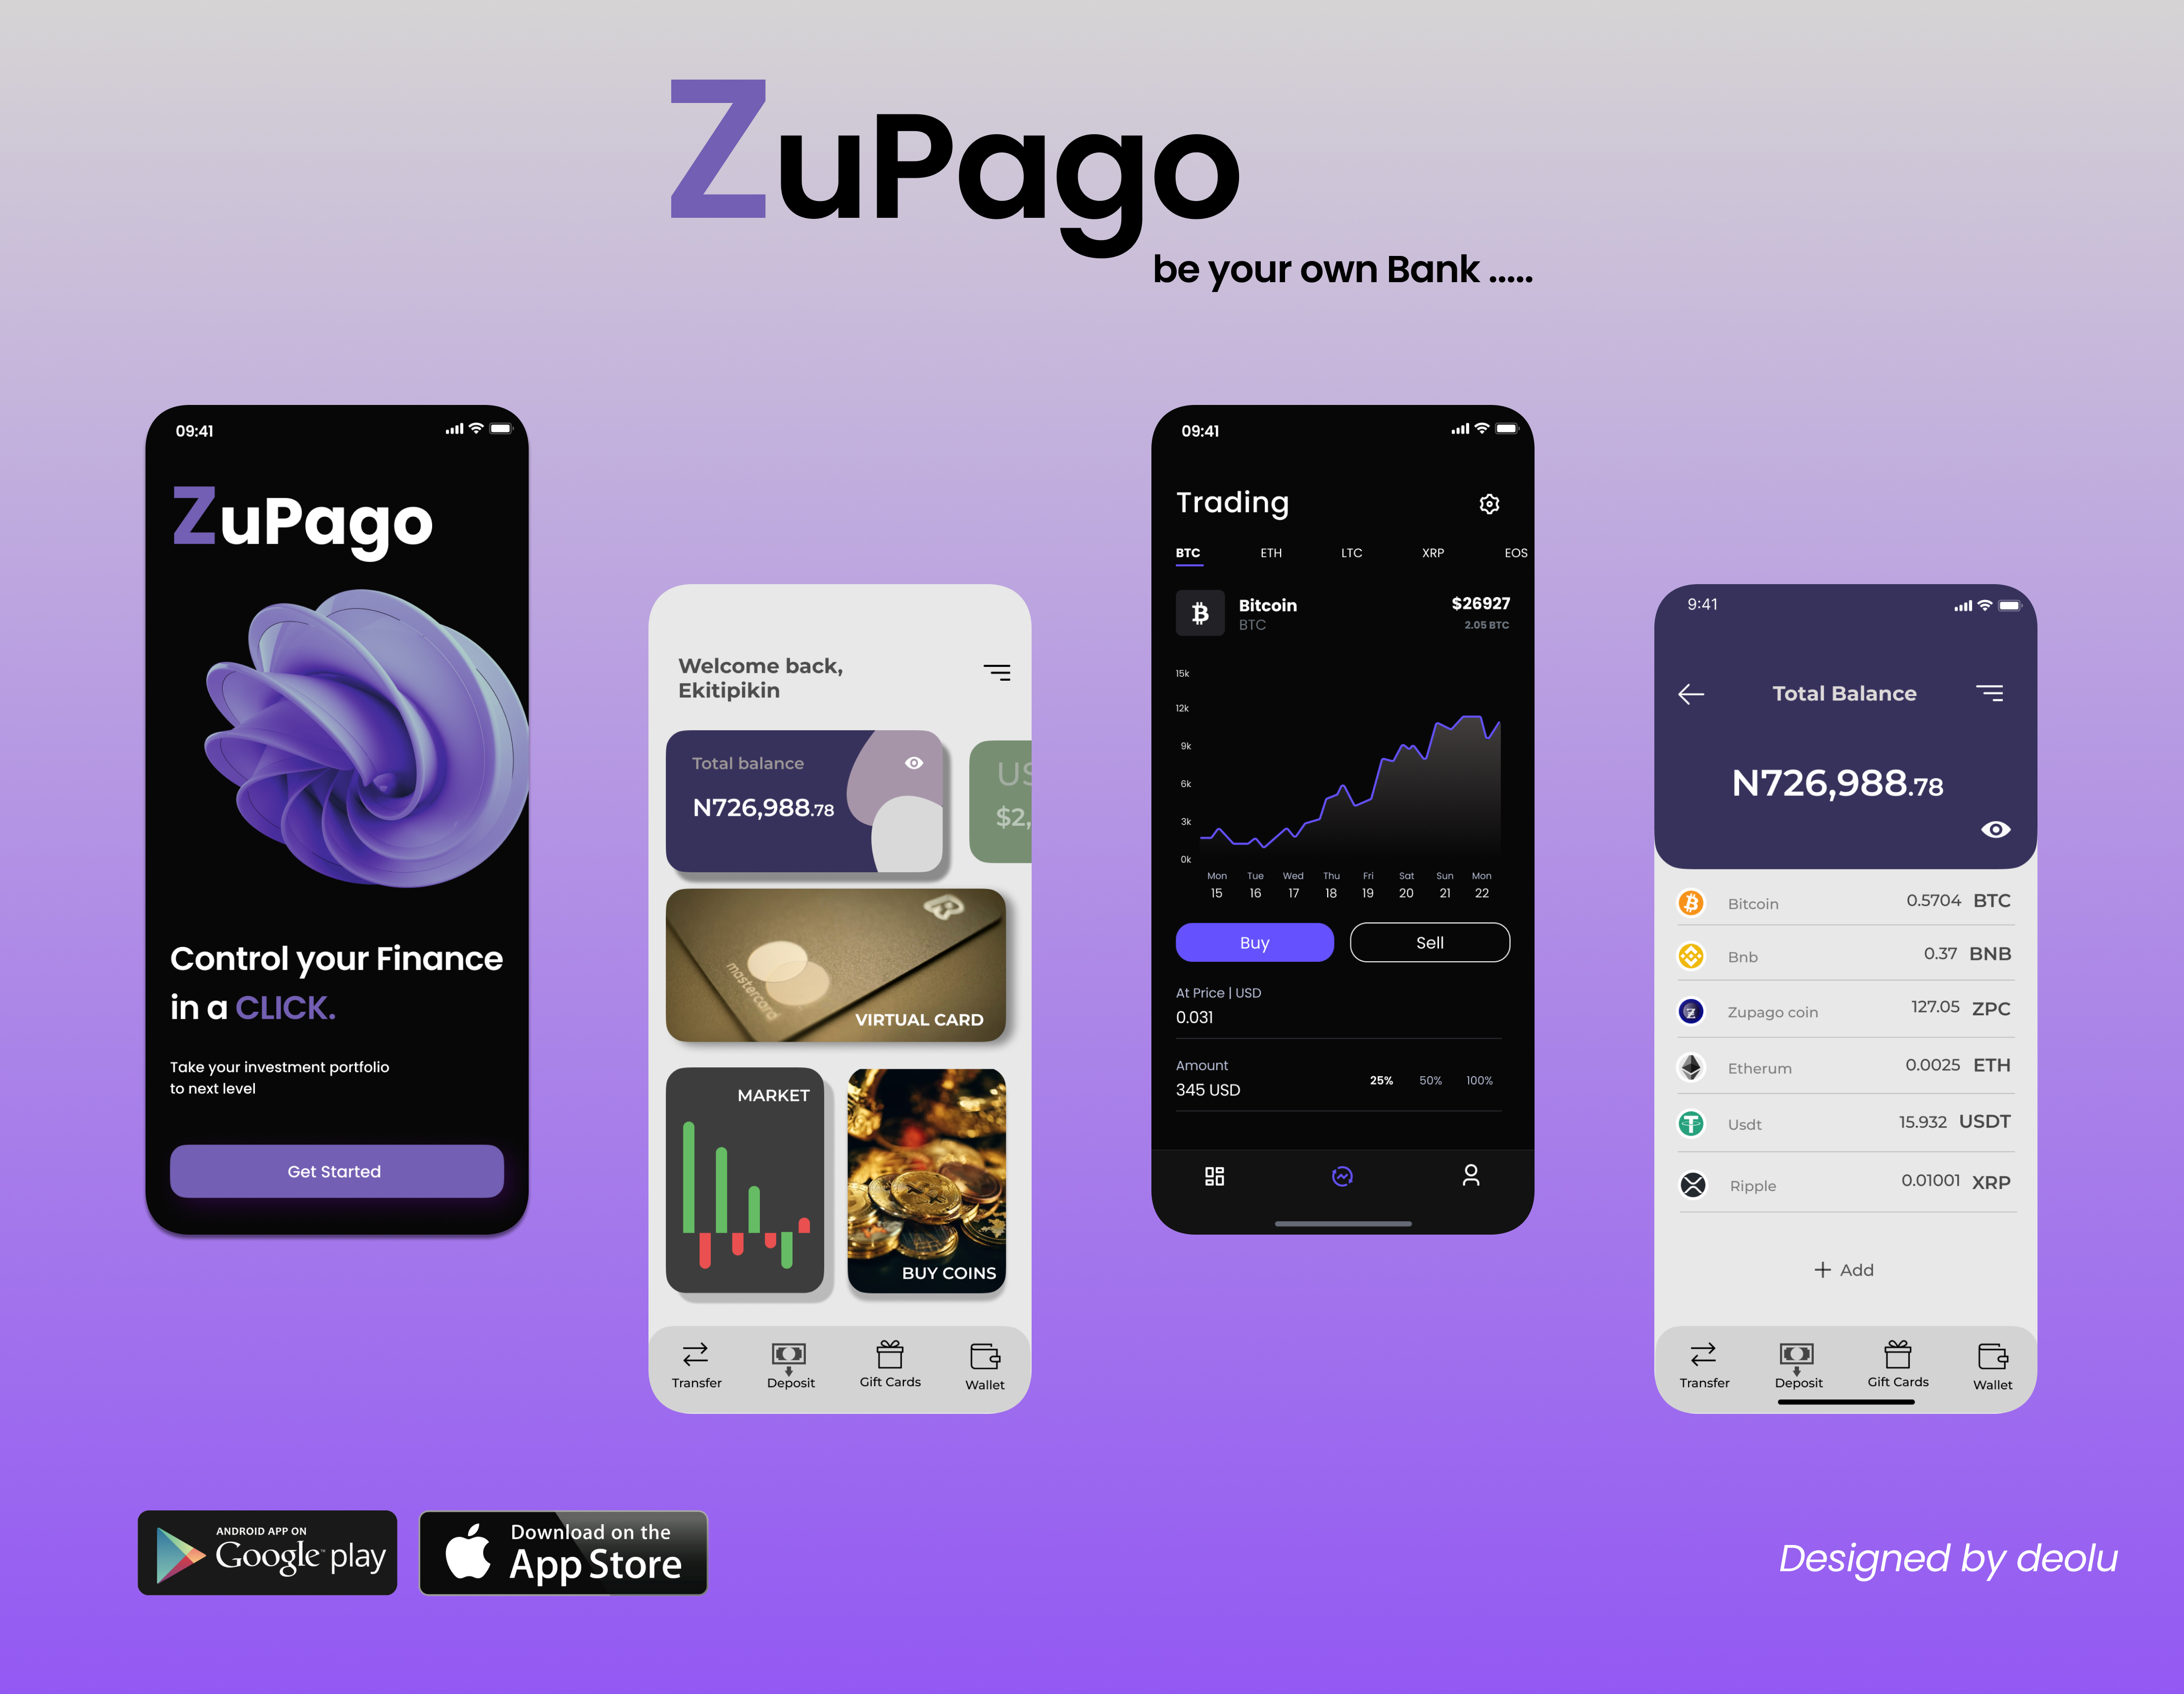 ZuPago
be your own Bank .....
09:41
ZuPago
Control your Finance
in a CLICK.
Take your investment portfolio
to next level
Get Started
Welcome back,
Ekitipikin
Total balance
N726,988.78
US
$2,
mastercard
VIRTUAL CARD
MARKET
BUY COINS
Transfer
Deposit
Gift Cards
Wallet
09:41
Trading
BTC ETH LTC XRP EOS
Bitcoin $26927
BTC 2.05 BTC
15k
12k
9k
6k
3k
0k
Mon Tue Wed Thu Fri Sat Sun Mon
15 16 17 18 19 20 21 22
Buy Sell
At Price | USD
0.031
Amount
345 USD 25% 50% 100%
9:41
Total Balance
N726,988.78
Bitcoin 0.5704 BTC
Bnb 0.37 BNB
Zupago coin 127.05 ZPC
Etherum 0.0025 ETH
Usdt 15.932 USDT
Ripple 0.01001 XRP
+ Add
Transfer
Deposit
Gift Cards
Wallet
ANDROID APP ON
Google play
Download on the
App Store
Designed by deolu